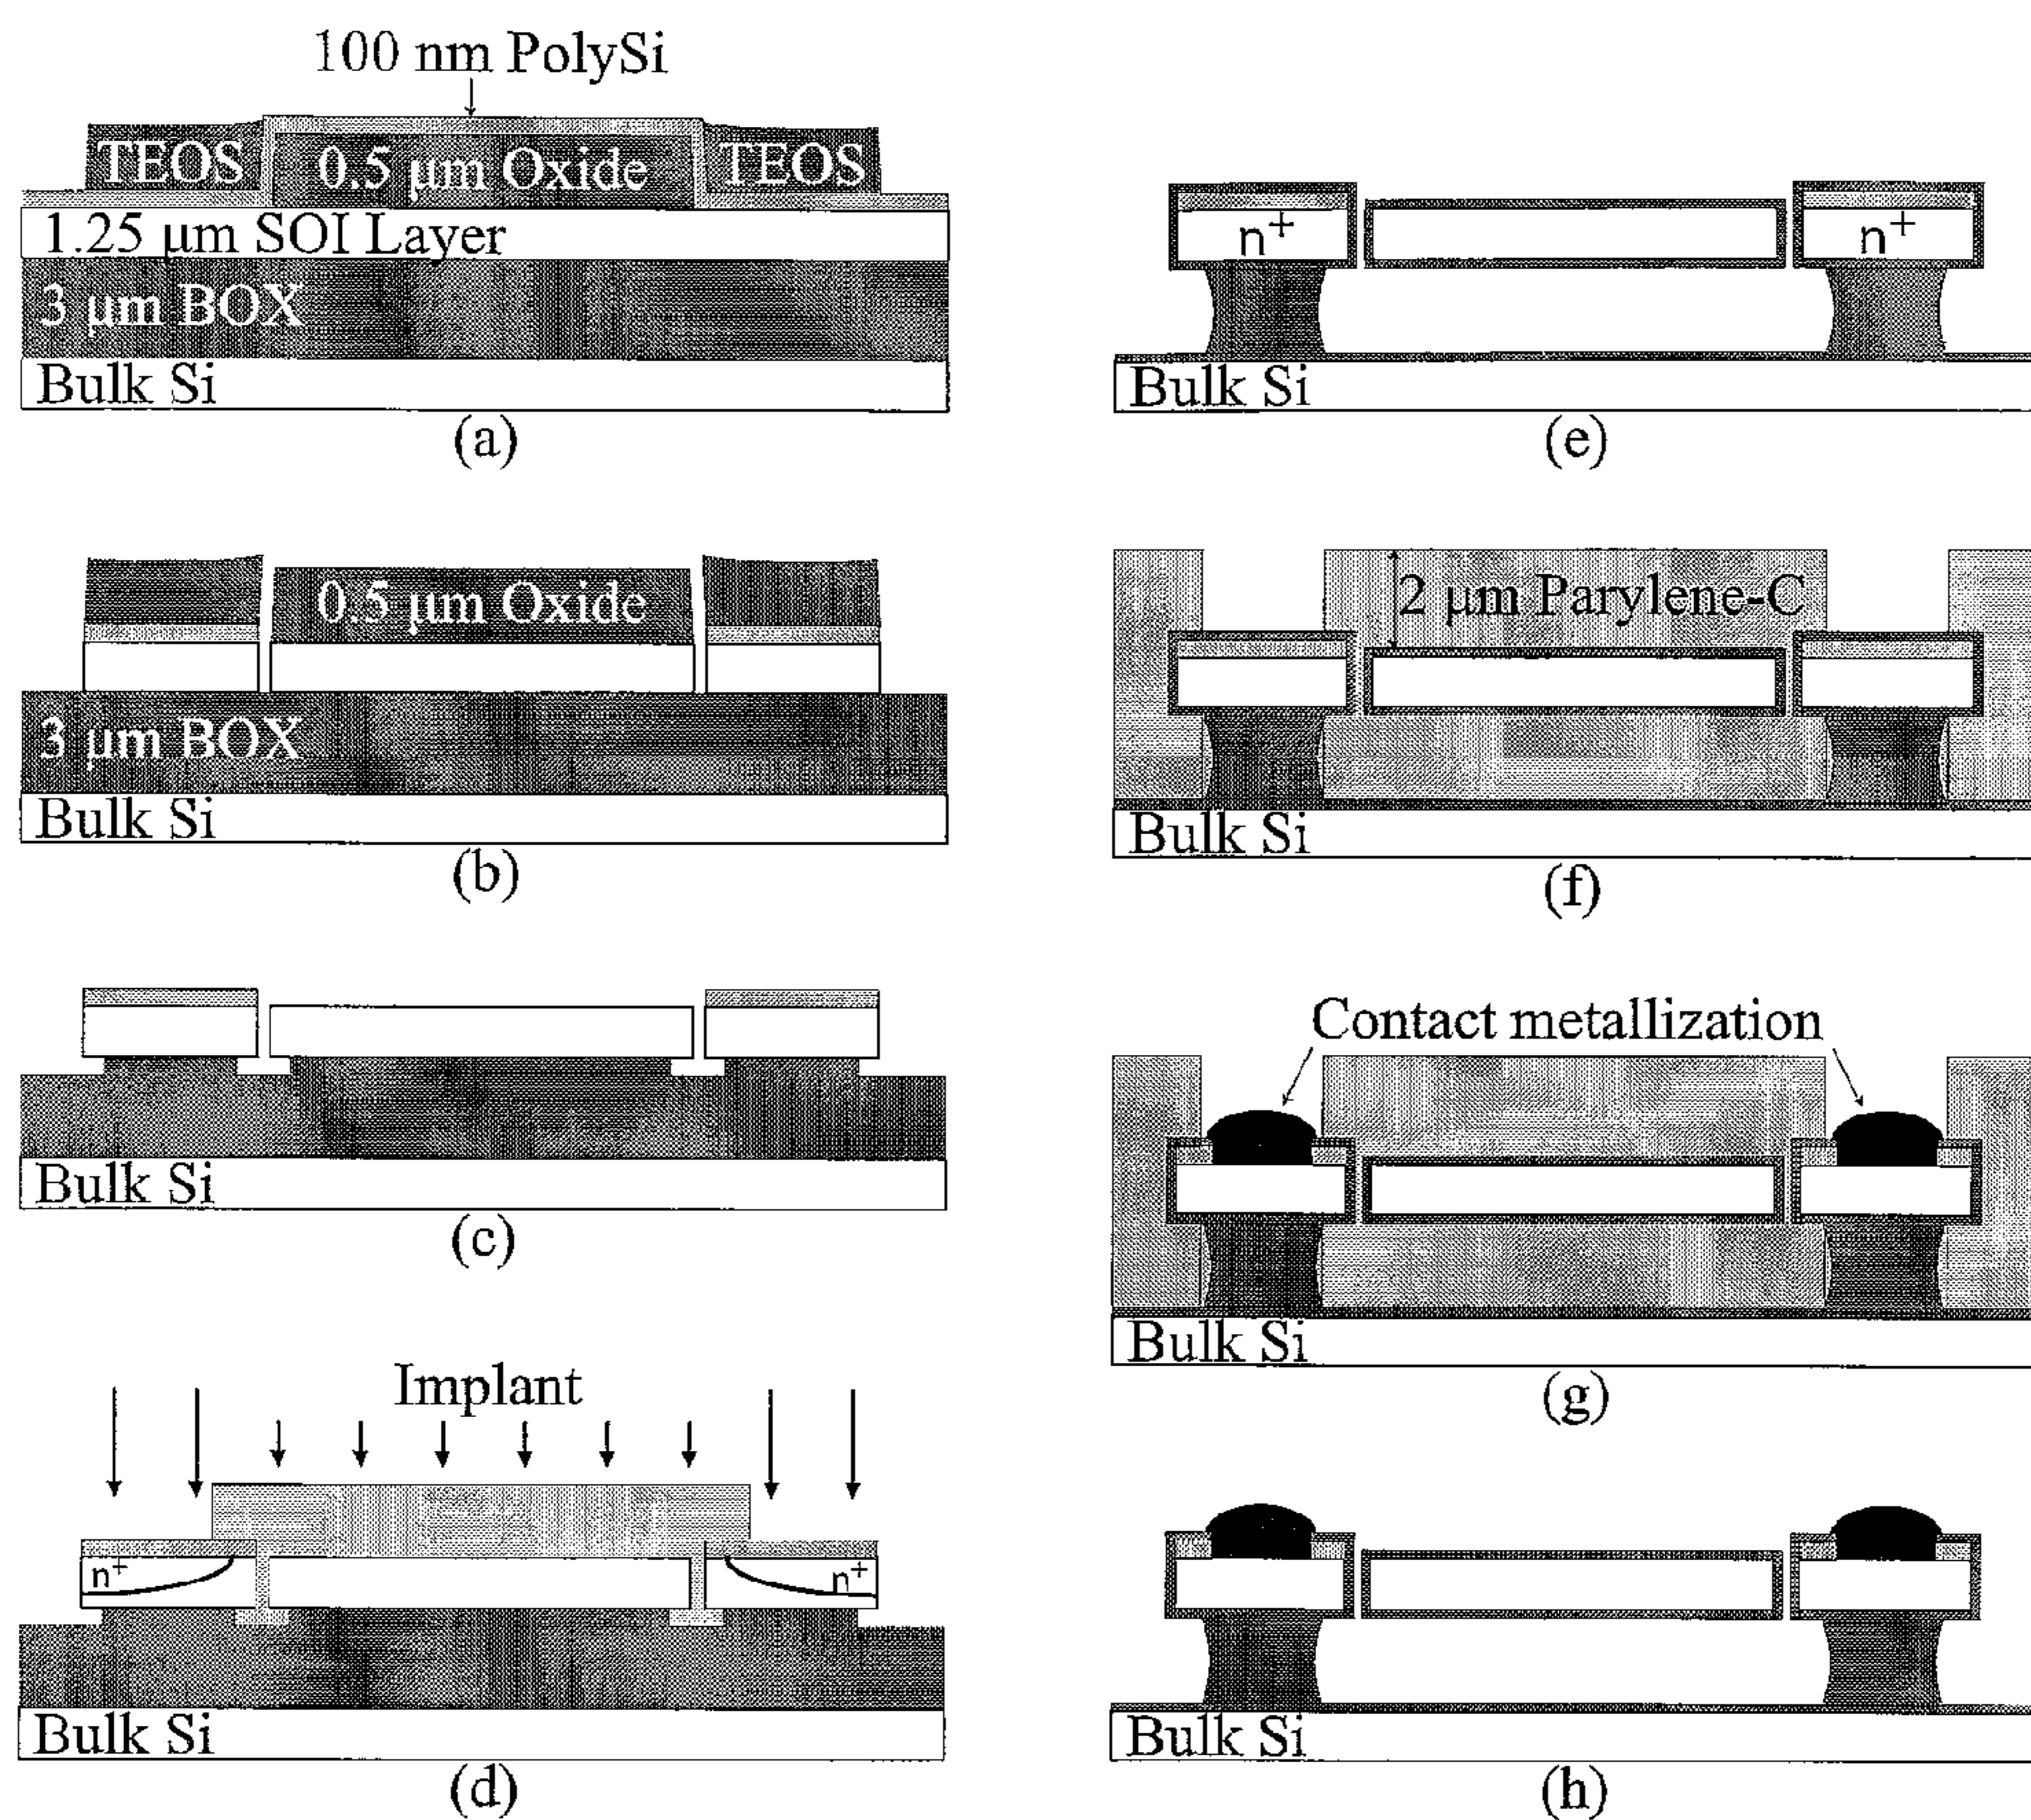 100 nm PolySi
TEOS 0.5 μm Oxide TEOS
1.25 μm SOI Layer
3 μm BOX
Bulk Si
(a)
0.5 μm Oxide
3 μm BOX
Bulk Si
(b)
Bulk Si
(c)
Implant
n+ n+
Bulk Si
(d)
n+ n+
Bulk Si
(e)
2 μm Parylene-C
Bulk Si
(f)
Contact metallization
Bulk Si
(g)
Bulk Si
(h)